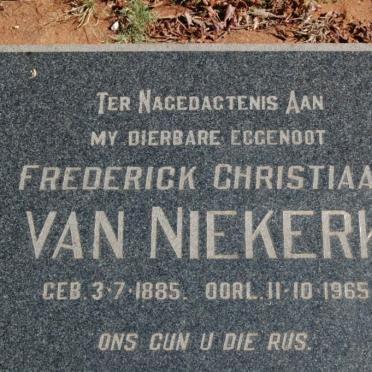 TER NAGEDAGTENIS AAN
MY DIERBARE EGGENOOT
FREDERICK CHRISTIAA
VAN NIEKERK
GEB. 3·7·1885. OORL. 11·10·1965
ONS GUN U DIE RUS.